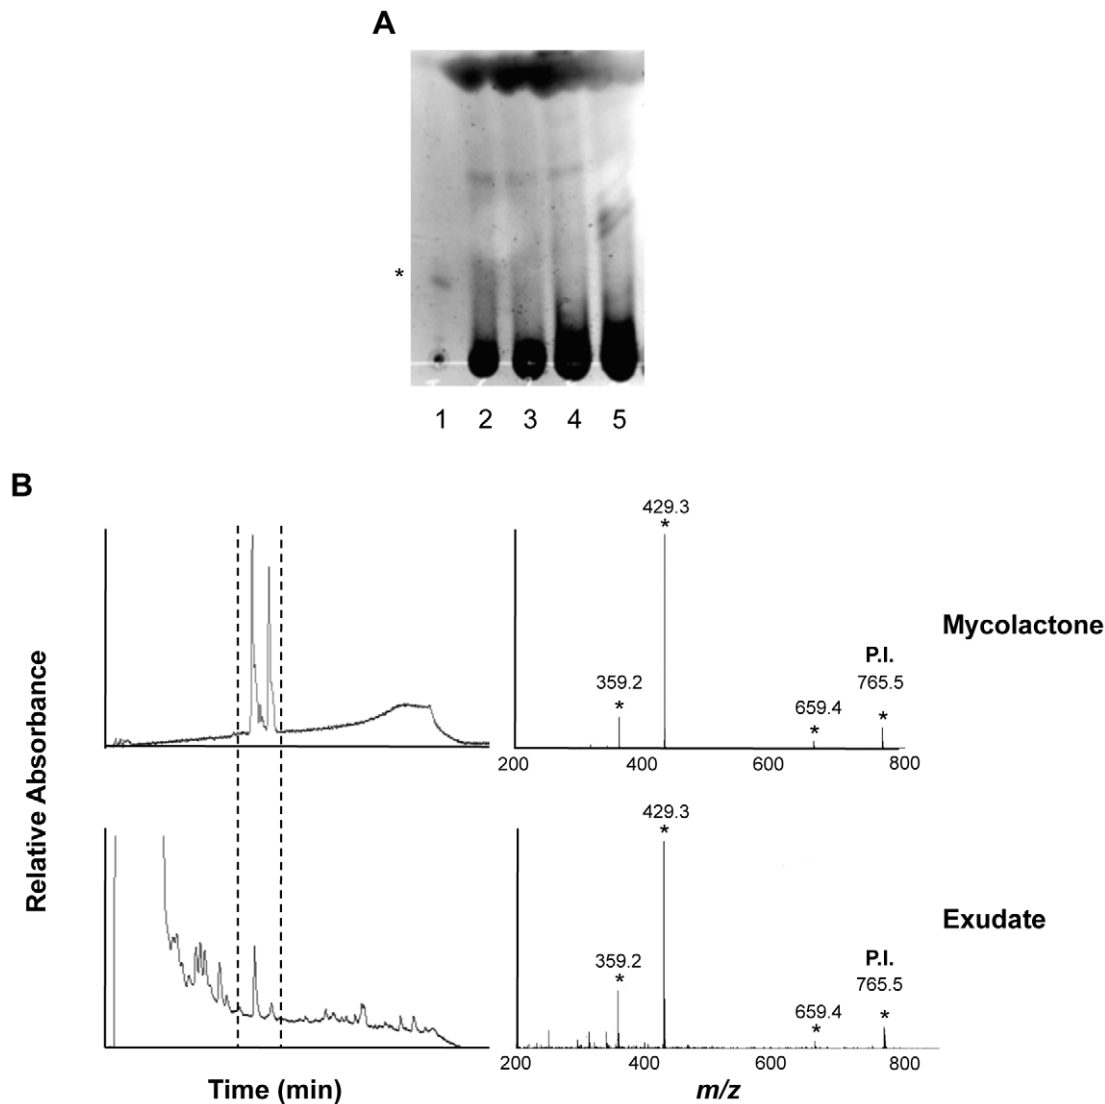 A
*
1 2 3 4 5
B
429.3
*
Mycolactone
P.I.
359.2
765.5
659.4
*
*
*
200 400 600 800
Relative Absorbance
429.3
*
Exudate
P.I.
359.2
765.5
*
659.4
*
*
200 400 600 800
Time (min)
m/z